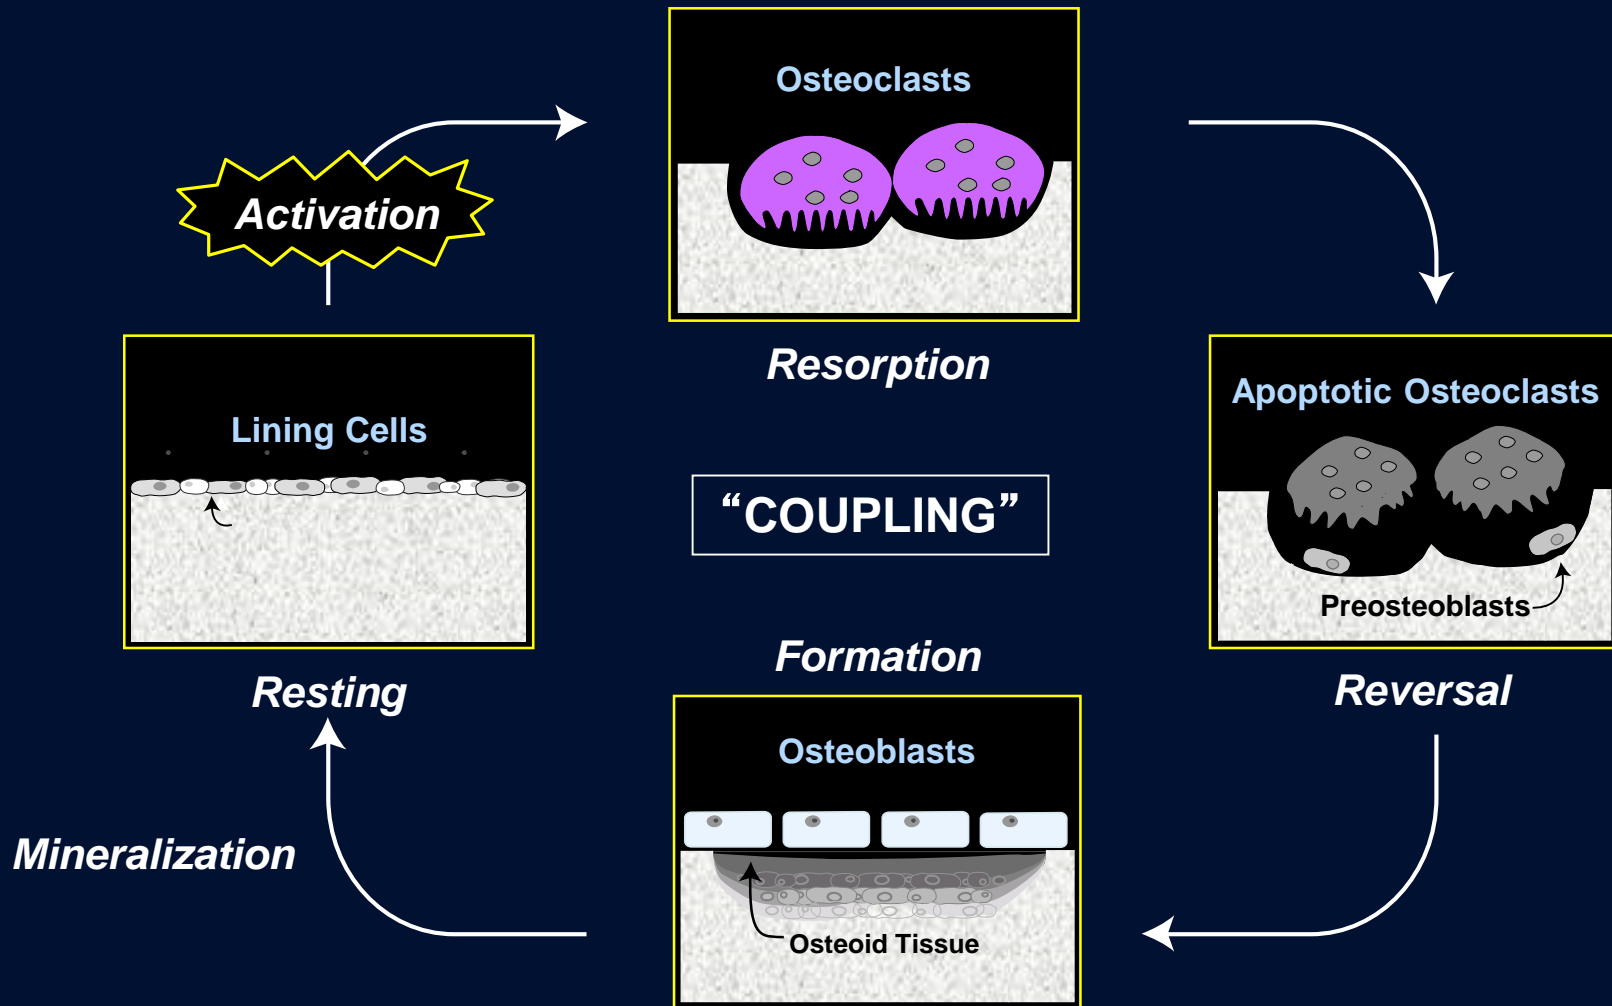 Osteoclasts
Activation
Resorption
Lining Cells
Apoptotic Osteoclasts
“COUPLING”
Preosteoblasts
Formation
Resting
Reversal
Osteoblasts
Mineralization
Osteoid Tissue